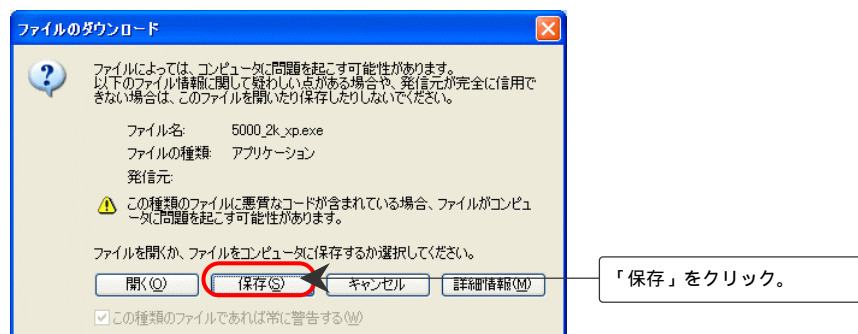 ファイルのダウンロード
ファイルによっては、コンピュータに問題を起こす可能性があります。
以下のファイル情報に関して疑わしい点がある場合や、発信元が完全に信用で
きない場合は、このファイルを開いたり保存したりしないでください。
ファイル名: 5000_2k_xp.exe
ファイルの種類: アプリケーション
発信元:
この種類のファイルに悪質なコードが含まれている場合、ファイルがコンピュ
ータに問題を起こす可能性があります。
ファイルを開くか、ファイルをコンピュータに保存するか選択してください。
開く(O) 保存(S) キャンセル 詳細情報(M)
「保存」をクリック。
この種類のファイルであれば常に警告する(W)